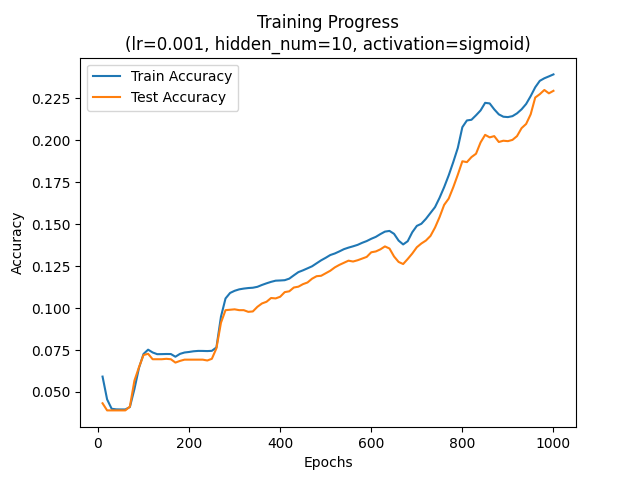 Training Progress
(lr=0.001, hidden_num=10, activation=sigmoid)
Train Accuracy
Test Accuracy
0.225
0.200
0.175
0.150
0.125
0.100
0.075
0.050
Accuracy
0 200 400 600 800 1000
Epochs